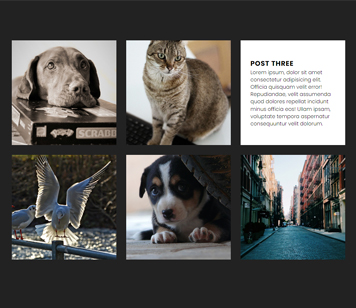 SCRABB
POST THREE
Lorem ipsum, dolor sit amet
consectetur adipisicing elit.
Officia quisquam velit error!
Repudiandae, velit assumenda
quod dolores repellat incidunt
minus officia eos! Ullam ipsam,
voluptate tempora aspernatur
consequuntur velit dolorum.